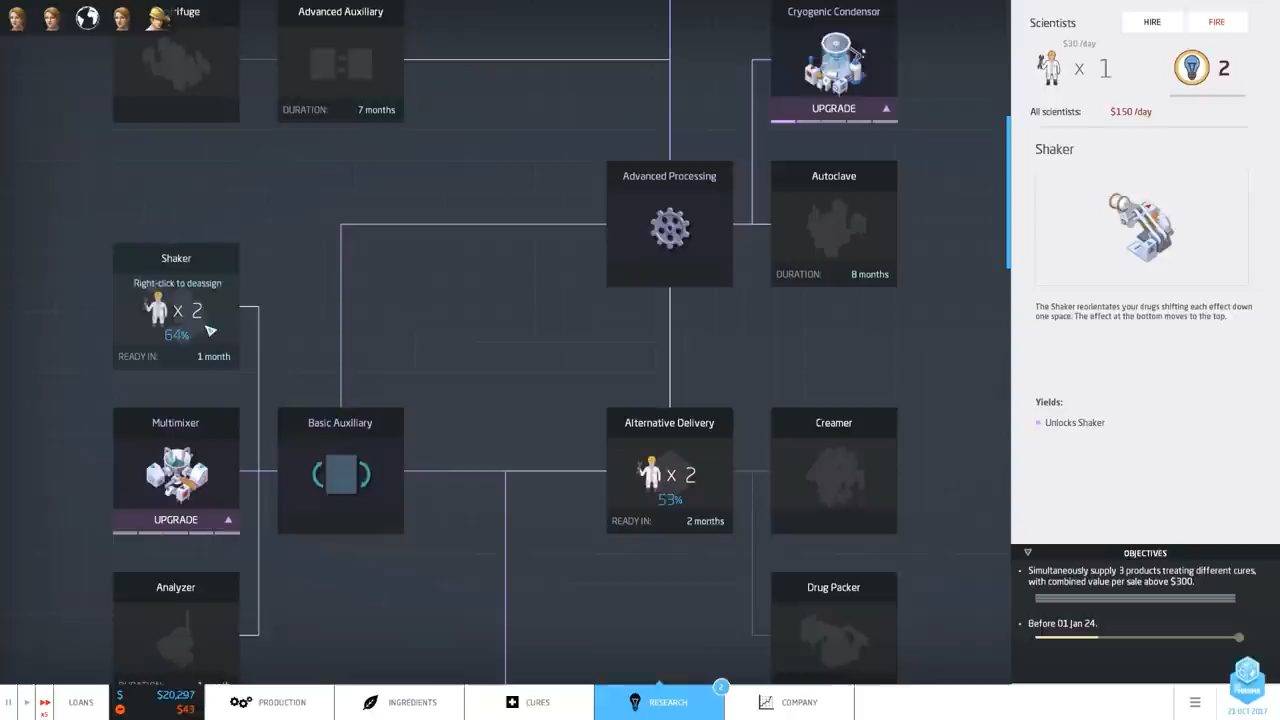 rifuge
Advanced Auxiliary
DURATION: 7 months
Cryogenic Condensor
UPGRADE
Advanced Processing
Autoclave
DURATION: 8 months
Shaker
Right-click to deassign
x 2
64%
READY IN: 1 month
Multimixer
UPGRADE
Basic Auxiliary
Alternative Delivery
x 2
53%
READY IN: 2 months
Creamer
Analyzer
Drug Packer
Scientists
HIRE
FIRE
$30 /day
x 1
2
All scientists: $150 /day
Shaker
The Shaker reorientates your drugs shifting each effect down
one space. The effect at the bottom moves to the top.
Yields:
Unlocks Shaker
OBJECTIVES
Simultaneously supply 3 products treating different cures,
with combined value per sale above $300.
Before 01 Jan 24.
x5
LOANS
$ $20,297
$43
PRODUCTION
INGREDIENTS
CURES
RESEARCH
2
COMPANY
21 OCT 2017